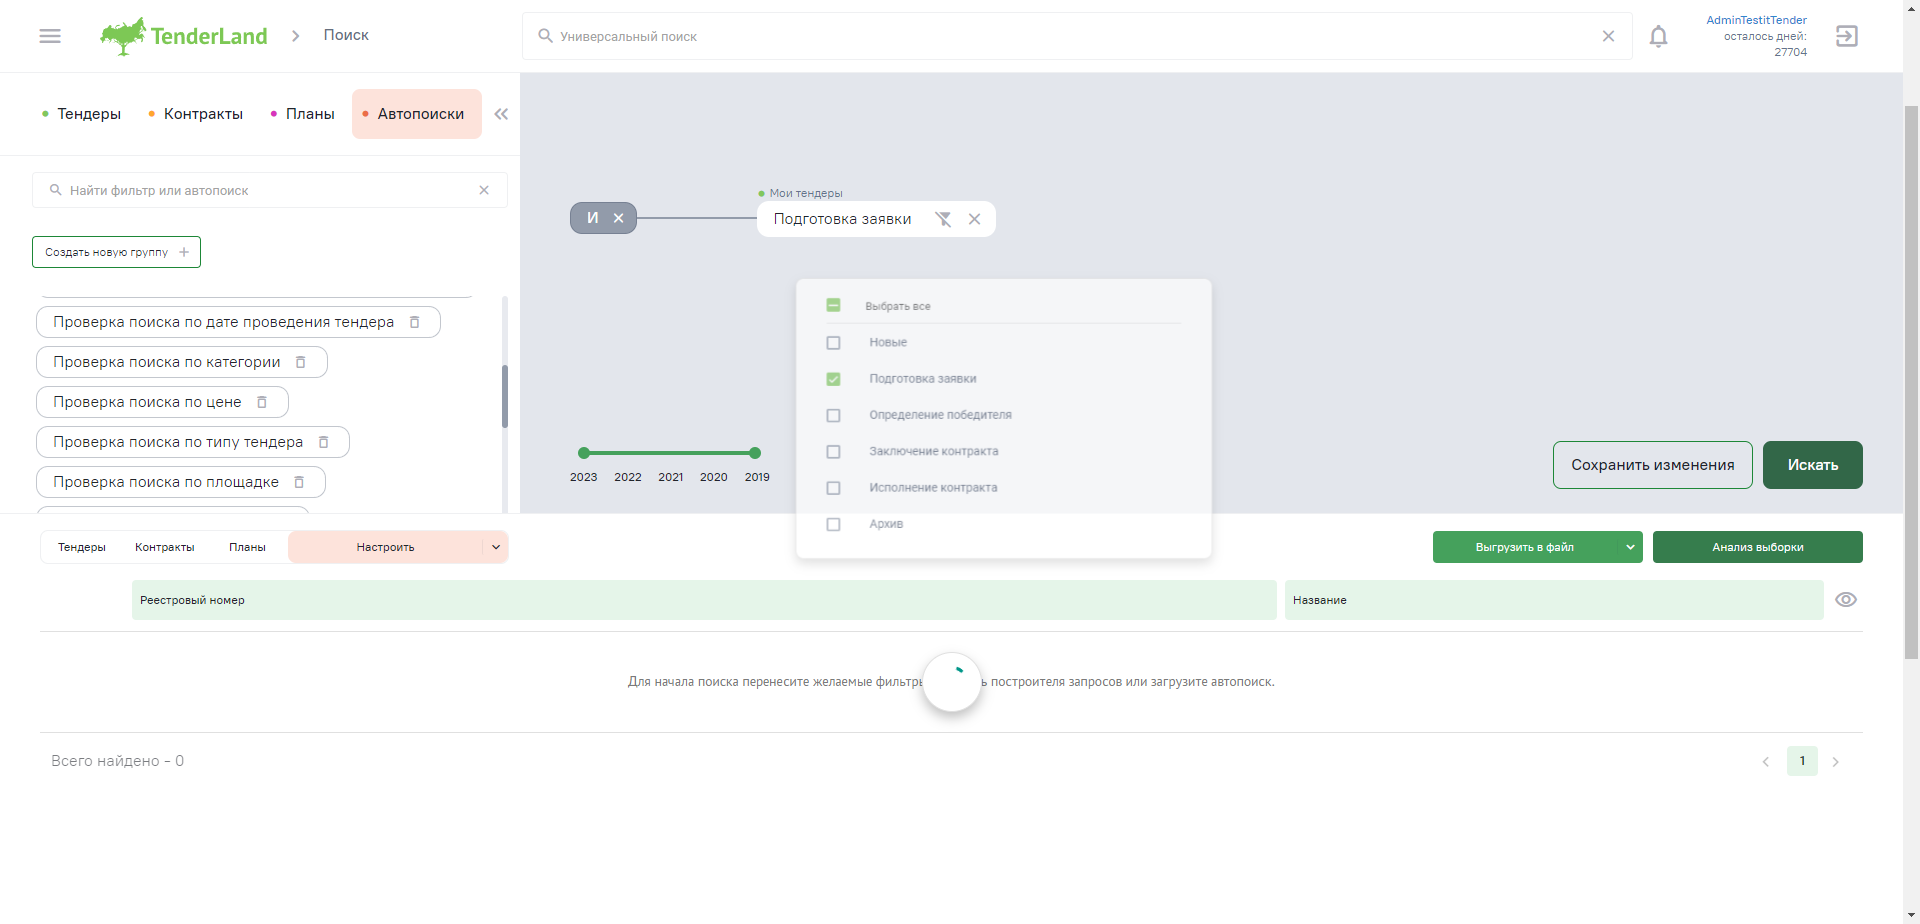 TenderLand
Поиск
Универсальный поиск
AdminTestitTender
осталось дней:
27704
Тендеры
Контракты
Планы
Автопоиски
Найти фильтр или автопоиск
Создать новую группу
Проверка поиска по дате проведения тендера
Проверка поиска по категории
Проверка поиска по цене
Проверка поиска по типу тендера
Проверка поиска по площадке
Мои тендеры
И
Подготовка заявки
Выбрать все
Новые
Подготовка заявки
Определение победителя
Заключение контракта
Исполнение контракта
Архив
2023 2022 2021 2020 2019
Сохранить изменения
Искать
Тендеры Контракты Планы Настроить
Выгрузить в файл
Анализ выборки
Реестровый номер
Название
Для начала поиска перенесите желаемые построителя запросов или загрузите автопоиск.
Всего найдено - 0
1